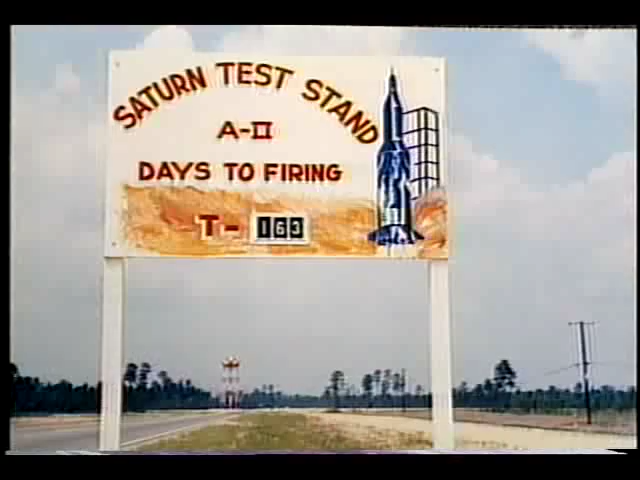 SATURN TEST STAND
A-II
DAYS TO FIRING
T- 163